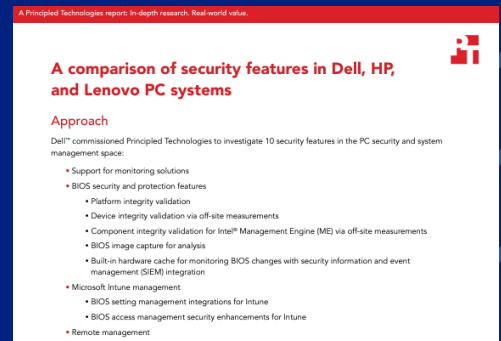 A Principled Technologies report: In-depth research. Real-world value.
A comparison of security features in Dell, HP,
and Lenovo PC systems
Approach
Dell™ commissioned Principled Technologies to investigate 10 security features in the PC security and system
management space:
• Support for monitoring solutions
• BIOS security and protection features
• Platform integrity validation
• Device integrity validation via off-site measurements
• Component integrity validation for Intel® Management Engine (ME) via off-site measurements
• BIOS image capture for analysis
• Built-in hardware cache for monitoring BIOS changes with security information and event
management (SIEM) integration
• Microsoft Intune management
• BIOS setting management integrations for Intune
• BIOS access management security enhancements for Intune
• Remote management